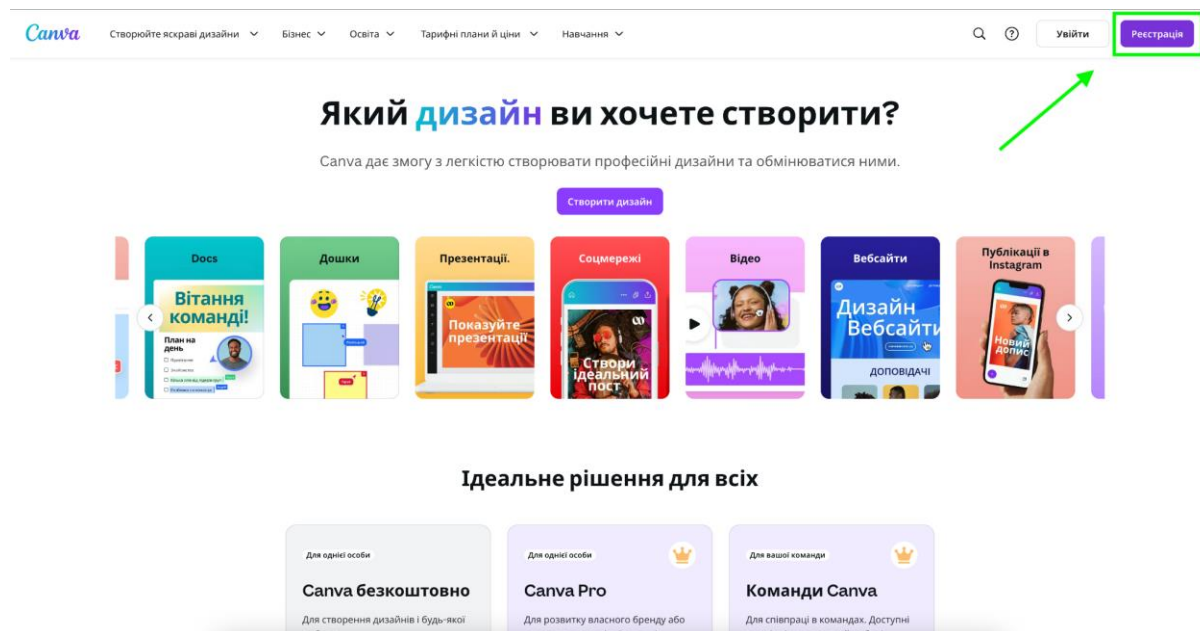 Canva
Створюйте яскраві дизайни
Бізнес
Освіта
Тарифні плани й ціни
Навчання
Увійти
Реєстрація
Який дизайн ви хочете створити?
Canva дає змогу з легкістю створювати професійні дизайни та обмінюватися ними.
Створити дизайн
Docs
Вітання
команді!
План на
день
Дошки
Презентації.
Показуйте
презентації
Соцмережі
Створи
ідеальний
пост
Відео
Вебсайти
Дизайн
Вебсайти
ДОПОВІДАЧІ
Публікації в
Instagram
Новий
допис
Ідеальне рішення для всіх
Для однієї особи
Canva безкоштовно
Для створення дизайнів і будь-якої
Для однієї особи
Canva Pro
Для розвитку власного бренду або
Для вашої команди
Команди Canva
Для співпраці в командах. Доступні